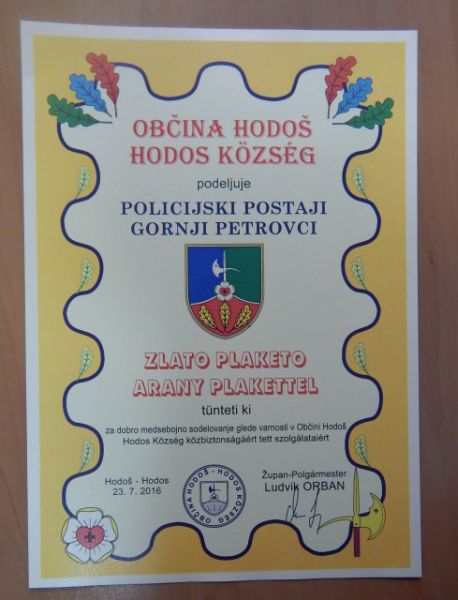 OBČINA HODOŠ
HODOS KÖZSÉG
podeljuje
POLICIJSKI POSTAJI
GORNJI PETROVCI
ZLATO PLAKETO
ARANY PLAKETTEL
tünteti ki
za dobro medsebojno sodelovanje glede varnosti v Občini Hodoš
Hodos Község közbiztonságáért tett szolgálataiért
Hodoš - Hodos
23. 7. 2016
OBČINA HODOŠ - HODOS KÖZSÉG
Župan-Polgármester
Ludvik ORBAN